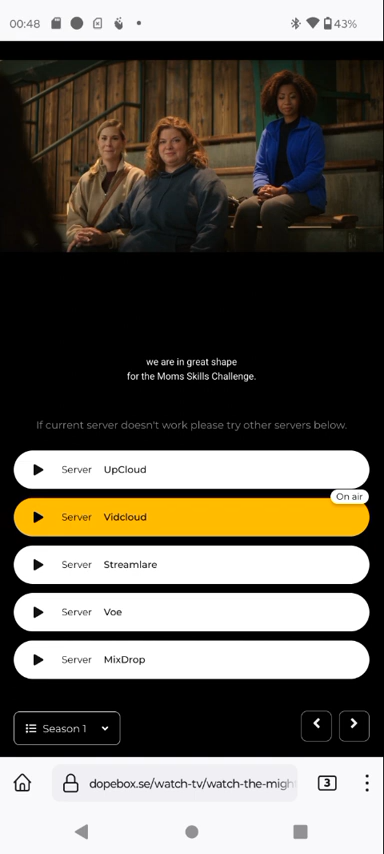 00:48
43%
we are in great shape
for the Moms Skills Challenge.
If current server doesn't work please try other servers below.
Server UpCloud
On air
Server Vidcloud
Server Streamlare
Server Voe
Server MixDrop
Season 1
dopebox.se/watch-tv/watch-the-migh
3